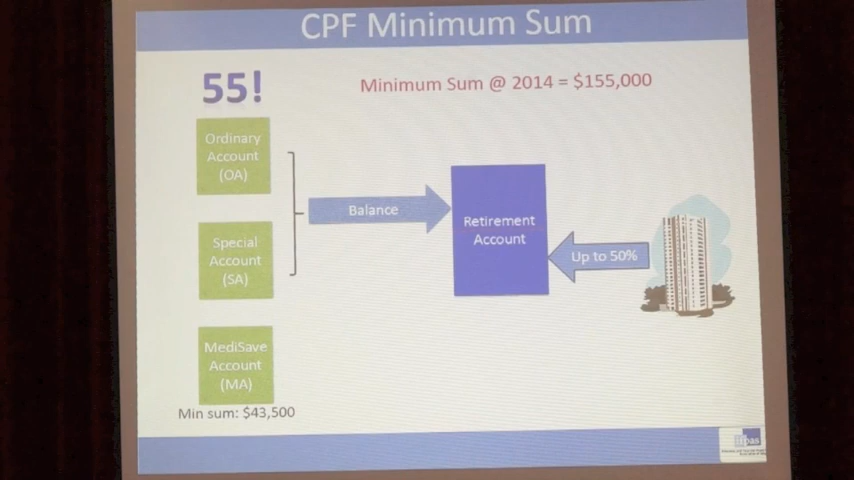 CPF Minimum Sum
55!
Minimum Sum @ 2014 = $155,000
Ordinary
Account
(OA)
Balance
Retirement
Account
Special
Account
(SA)
Up to 50%
MediSave
Account
(MA)
Min sum: $43,500